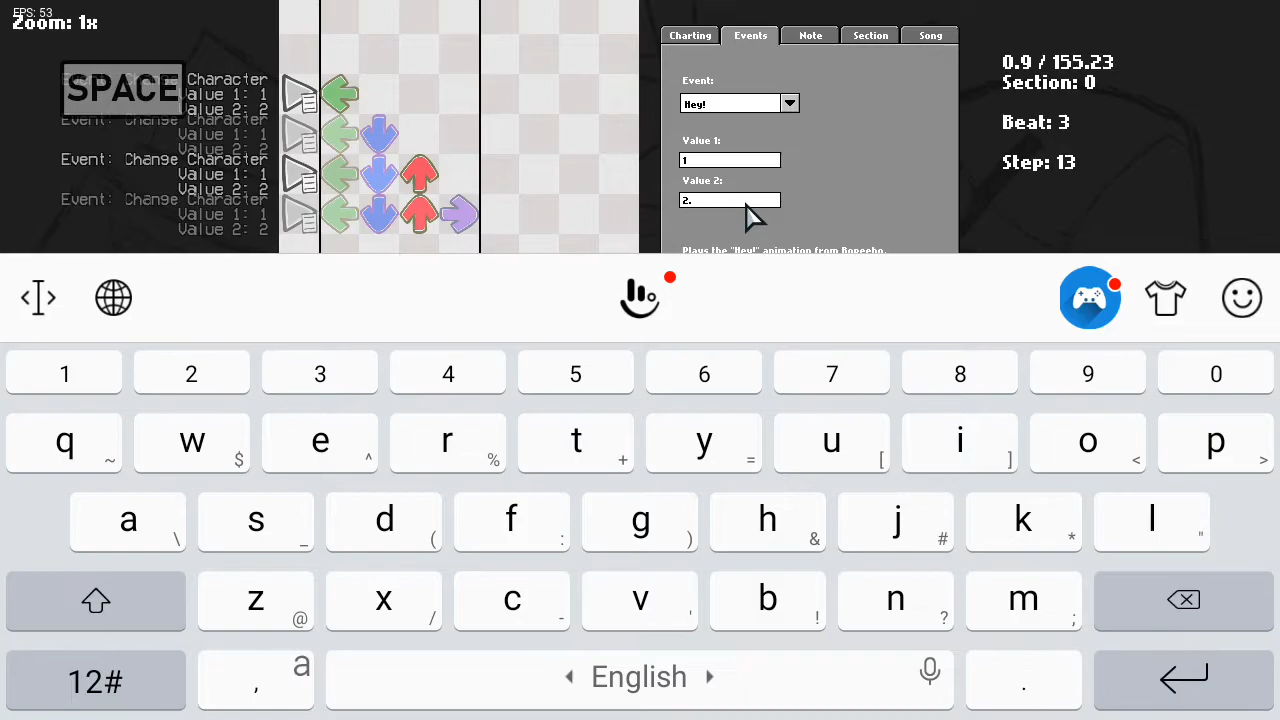 FPS: 53
Zoom: 1x
SPACE
Event: Change Character
Value 1: 1
Value 2: 2
Event: Change Character
Value 1: 1
Value 2: 2
Event: Change Character
Value 1: 1
Value 2: 2
Event: Change Character
Value 1: 1
Value 2: 2
Charting Events Note Section Song
Event:
Hey!
Value 1:
1
Value 2:
2.
Plays the "Hey!" animation from Bopeebo.
0.9 / 155.23
Section: 0
Beat: 3
Step: 13
1 2 3 4 5 6 7 8 9 0
q w e r t y u i o p
~ $ ^ % + = [ ] < >
a s d f g h j k l
\ _ ( : ) & # * "
z x c v b n m
@ / - ' ! ? ;
12# , a English .